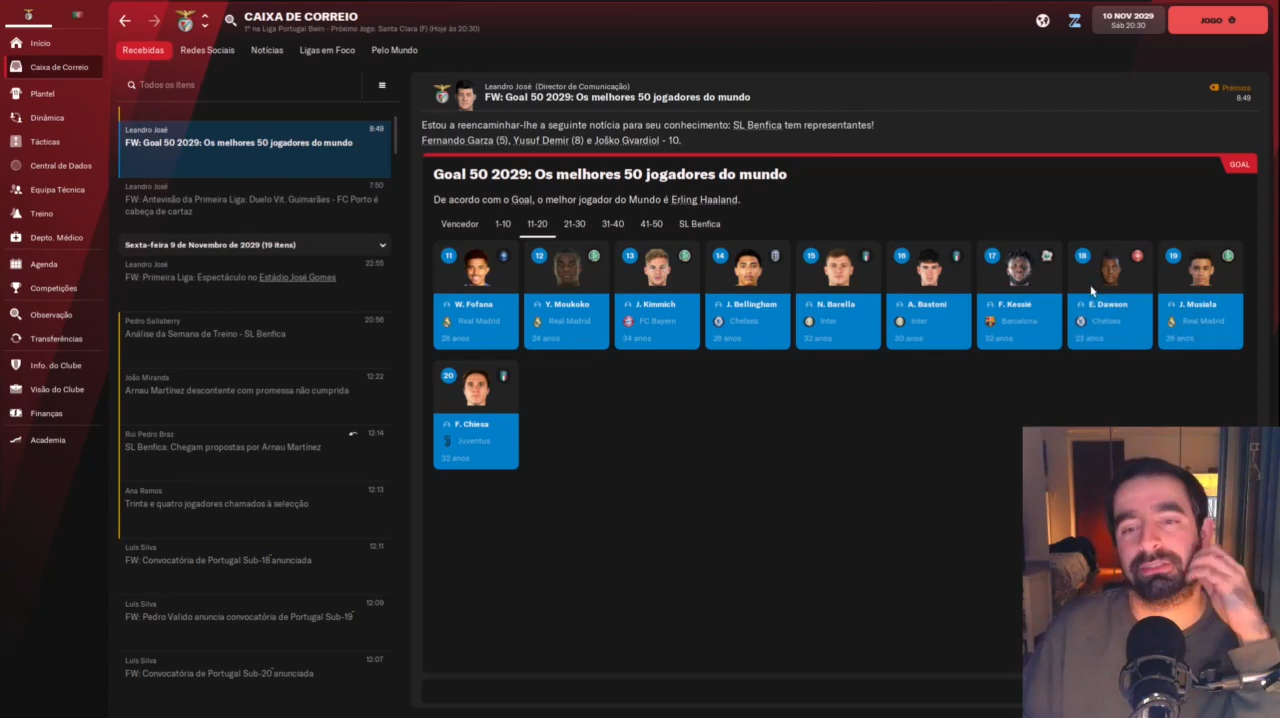 CAIXA DE CORREIO
1º na Liga Portugal Bwin - Próximo Jogo: Santa Clara (F) (Hoje às 20:30)
10 NOV 2029
Sáb 20:30
JOGO
Início
Caixa de Correio
Plantel
Dinâmica
Tácticas
Central de Dados
Equipa Técnica
Treino
Depto. Médico
Agenda
Competições
Observação
Transferências
Info. do Clube
Visão do Clube
Finanças
Academia
Recebidas Redes Sociais Notícias Ligas em Foco Pelo Mundo
Todos os itens
Leandro José 8:49
FW: Goal 50 2029: Os melhores 50 jogadores do mundo
Leandro José 7:50
FW: Antevisão da Primeira Liga: Duelo Vit. Guimarães - FC Porto é
cabeça de cartaz
Sexta-feira 9 de Novembro de 2029 (19 itens)
Leandro José 22:55
FW: Primeira Liga: Espectáculo no Estádio José Gomes
Pedro Sallaberry 20:56
Análise da Semana de Treino - SL Benfica
João Miranda 12:22
Arnau Martínez descontente com promessa não cumprida
Rui Pedro Braz 12:14
SL Benfica: Chegam propostas por Arnau Martínez
Ana Ramos 12:13
Trinta e quatro jogadores chamados à selecção
Luís Silva 12:11
FW: Convocatória de Portugal Sub-18 anunciada
Luís Silva 12:09
FW: Pedro Valido anuncia convocatória de Portugal Sub-19
Luís Silva 12:07
FW: Convocatória de Portugal Sub-20 anunciada
Leandro José (Director de Comunicação)
FW: Goal 50 2029: Os melhores 50 jogadores do mundo
Prémios
8:49
Estou a reencaminhar-lhe a seguinte notícia para seu conhecimento: SL Benfica tem representantes!
Fernando Garza (5), Yusuf Demir (8) e Joško Gvardiol - 10.
GOAL
Goal 50 2029: Os melhores 50 jogadores do mundo
De acordo com o Goal, o melhor jogador do Mundo é Erling Haaland.
Vencedor 1-10 11-20 21-30 31-40 41-50 SL Benfica
11 12 13 14 15 16 17 18 19
W. Fofana Y. Moukoko J. Kimmich J. Bellingham N. Barella A. Bastoni F. Kessié E. Dawson J. Musiala
Real Madrid Real Madrid FC Bayern Chelsea Inter Inter Barcelona Chelsea Real Madrid
24 anos 34 anos 26 anos 32 anos 30 anos 32 anos 23 anos
20
F. Chiesa
Juventus
32 anos